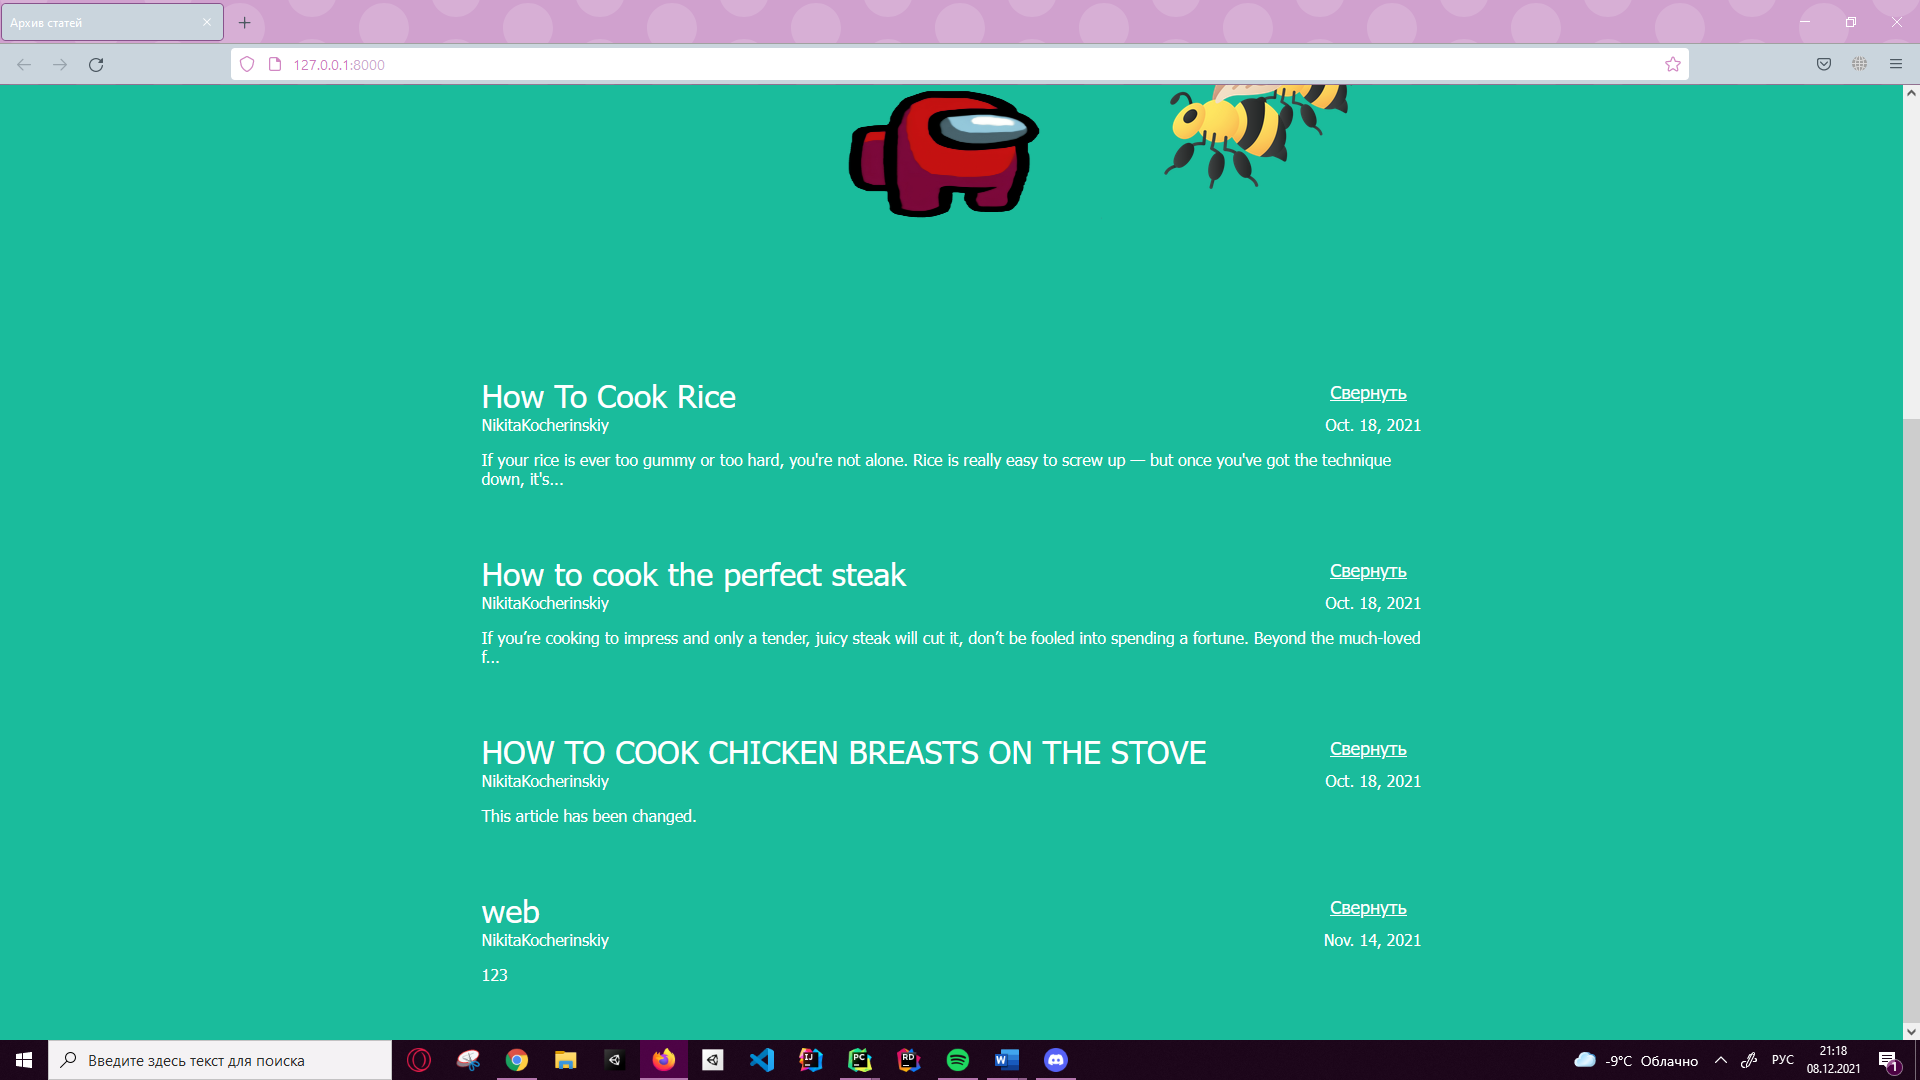 Архив статей
127.0.0.1:8000
How To Cook Rice
Свернуть
NikitaKocherinskiy
Oct. 18, 2021
If your rice is ever too gummy or too hard, you're not alone. Rice is really easy to screw up — but once you've got the technique
down, it's...
How to cook the perfect steak
Свернуть
NikitaKocherinskiy
Oct. 18, 2021
If you’re cooking to impress and only a tender, juicy steak will cut it, don’t be fooled into spending a fortune. Beyond the much-loved
f...
HOW TO COOK CHICKEN BREASTS ON THE STOVE
Свернуть
NikitaKocherinskiy
Oct. 18, 2021
This article has been changed.
web
Свернуть
NikitaKocherinskiy
Nov. 14, 2021
123
Введите здесь текст для поиска
IJ
PC
RD
W
-9°C Облачно
РУС
21:18
08.12.2021
1